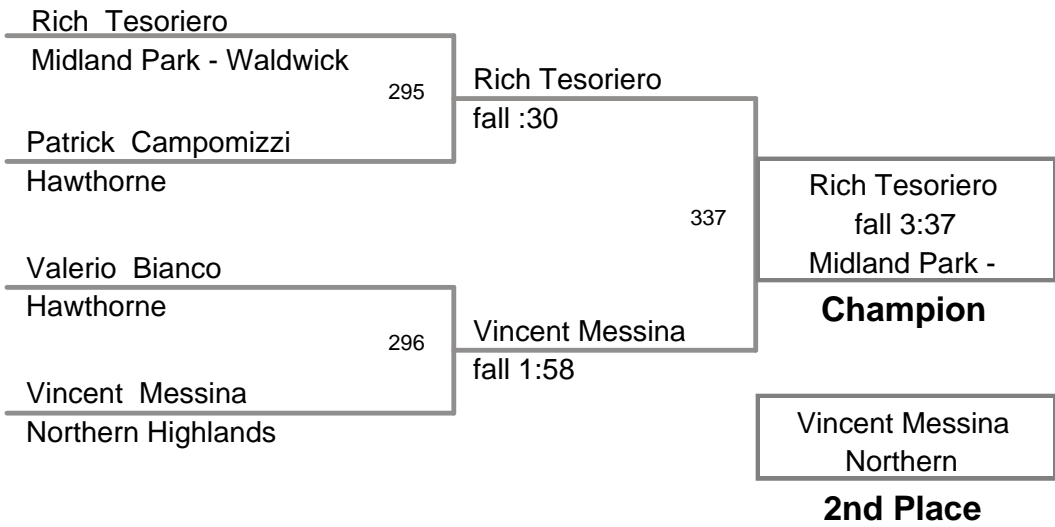 Rich Tesoriero
Midland Park - Waldwick
295
Patrick Campomizzi
Hawthorne
Rich Tesoriero
fall :30
Valerio Bianco
Hawthorne
296
Vincent Messina
Northern Highlands
Vincent Messina
fall 1:58
337
Rich Tesoriero
fall 3:37
Midland Park -
Champion
Vincent Messina
Northern
2nd Place